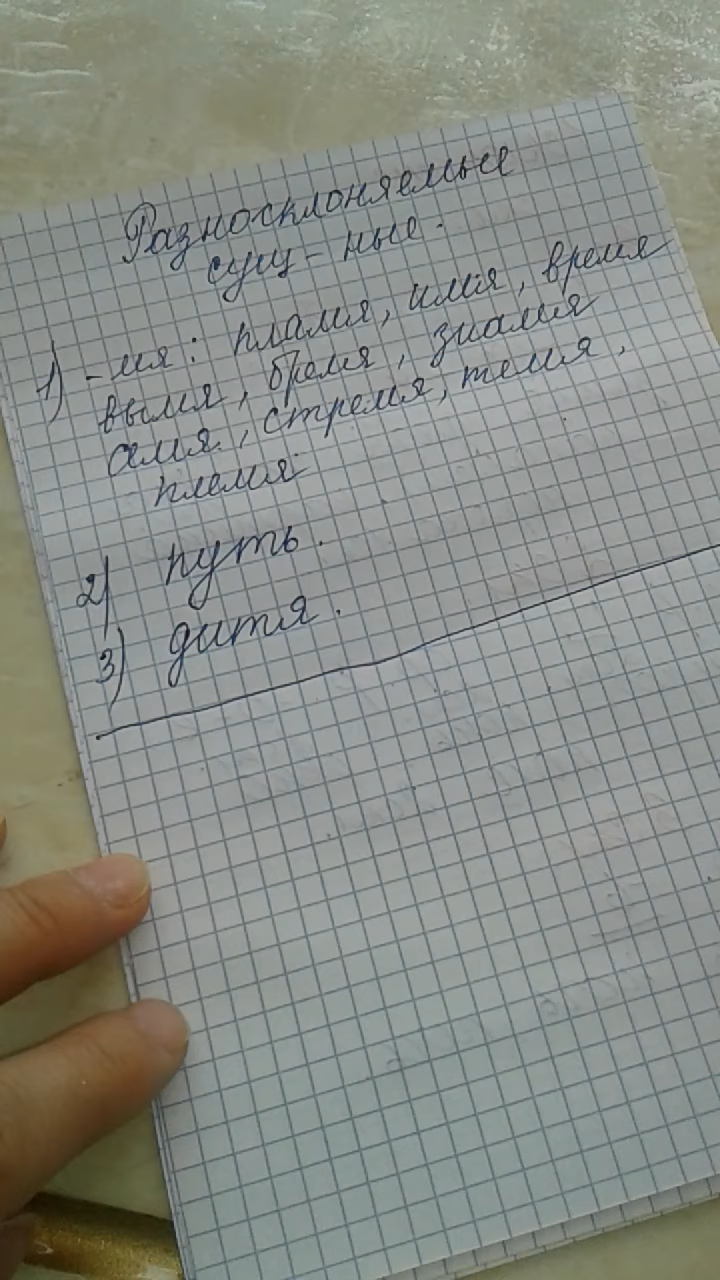 Разносклоняемые
сущ-ные.
1) -мя: пламя, имя, время
вымя, бремя, знамя
семя, стремя, темя,
племя
2) путь.
3) дитя.